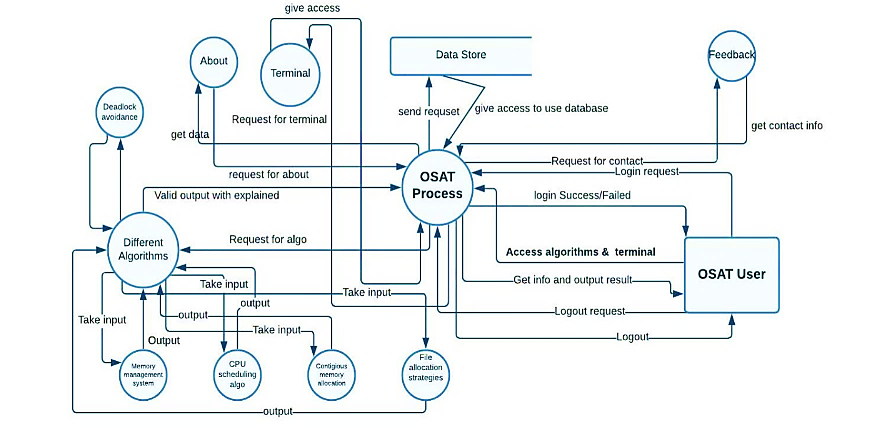 give access
About
Terminal
Data Store
Feedback
Deadlock
avoidance
send requset
give access to use database
Request for terminal
get data
get contact info
request for about
OSAT
Process
Request for contact
Login request
Valid output with explained
login Success/Failed
Different
Algorithms
Request for algo
Access algorithms & terminal
OSAT User
Get info and output result
Take input
Take input
output
Take input
output
Take input
Logout request
Output
Logout
Memory
management
system
CPU
scheduling
algo
Contigious
memory
allocation
File
allocation
strategies
output